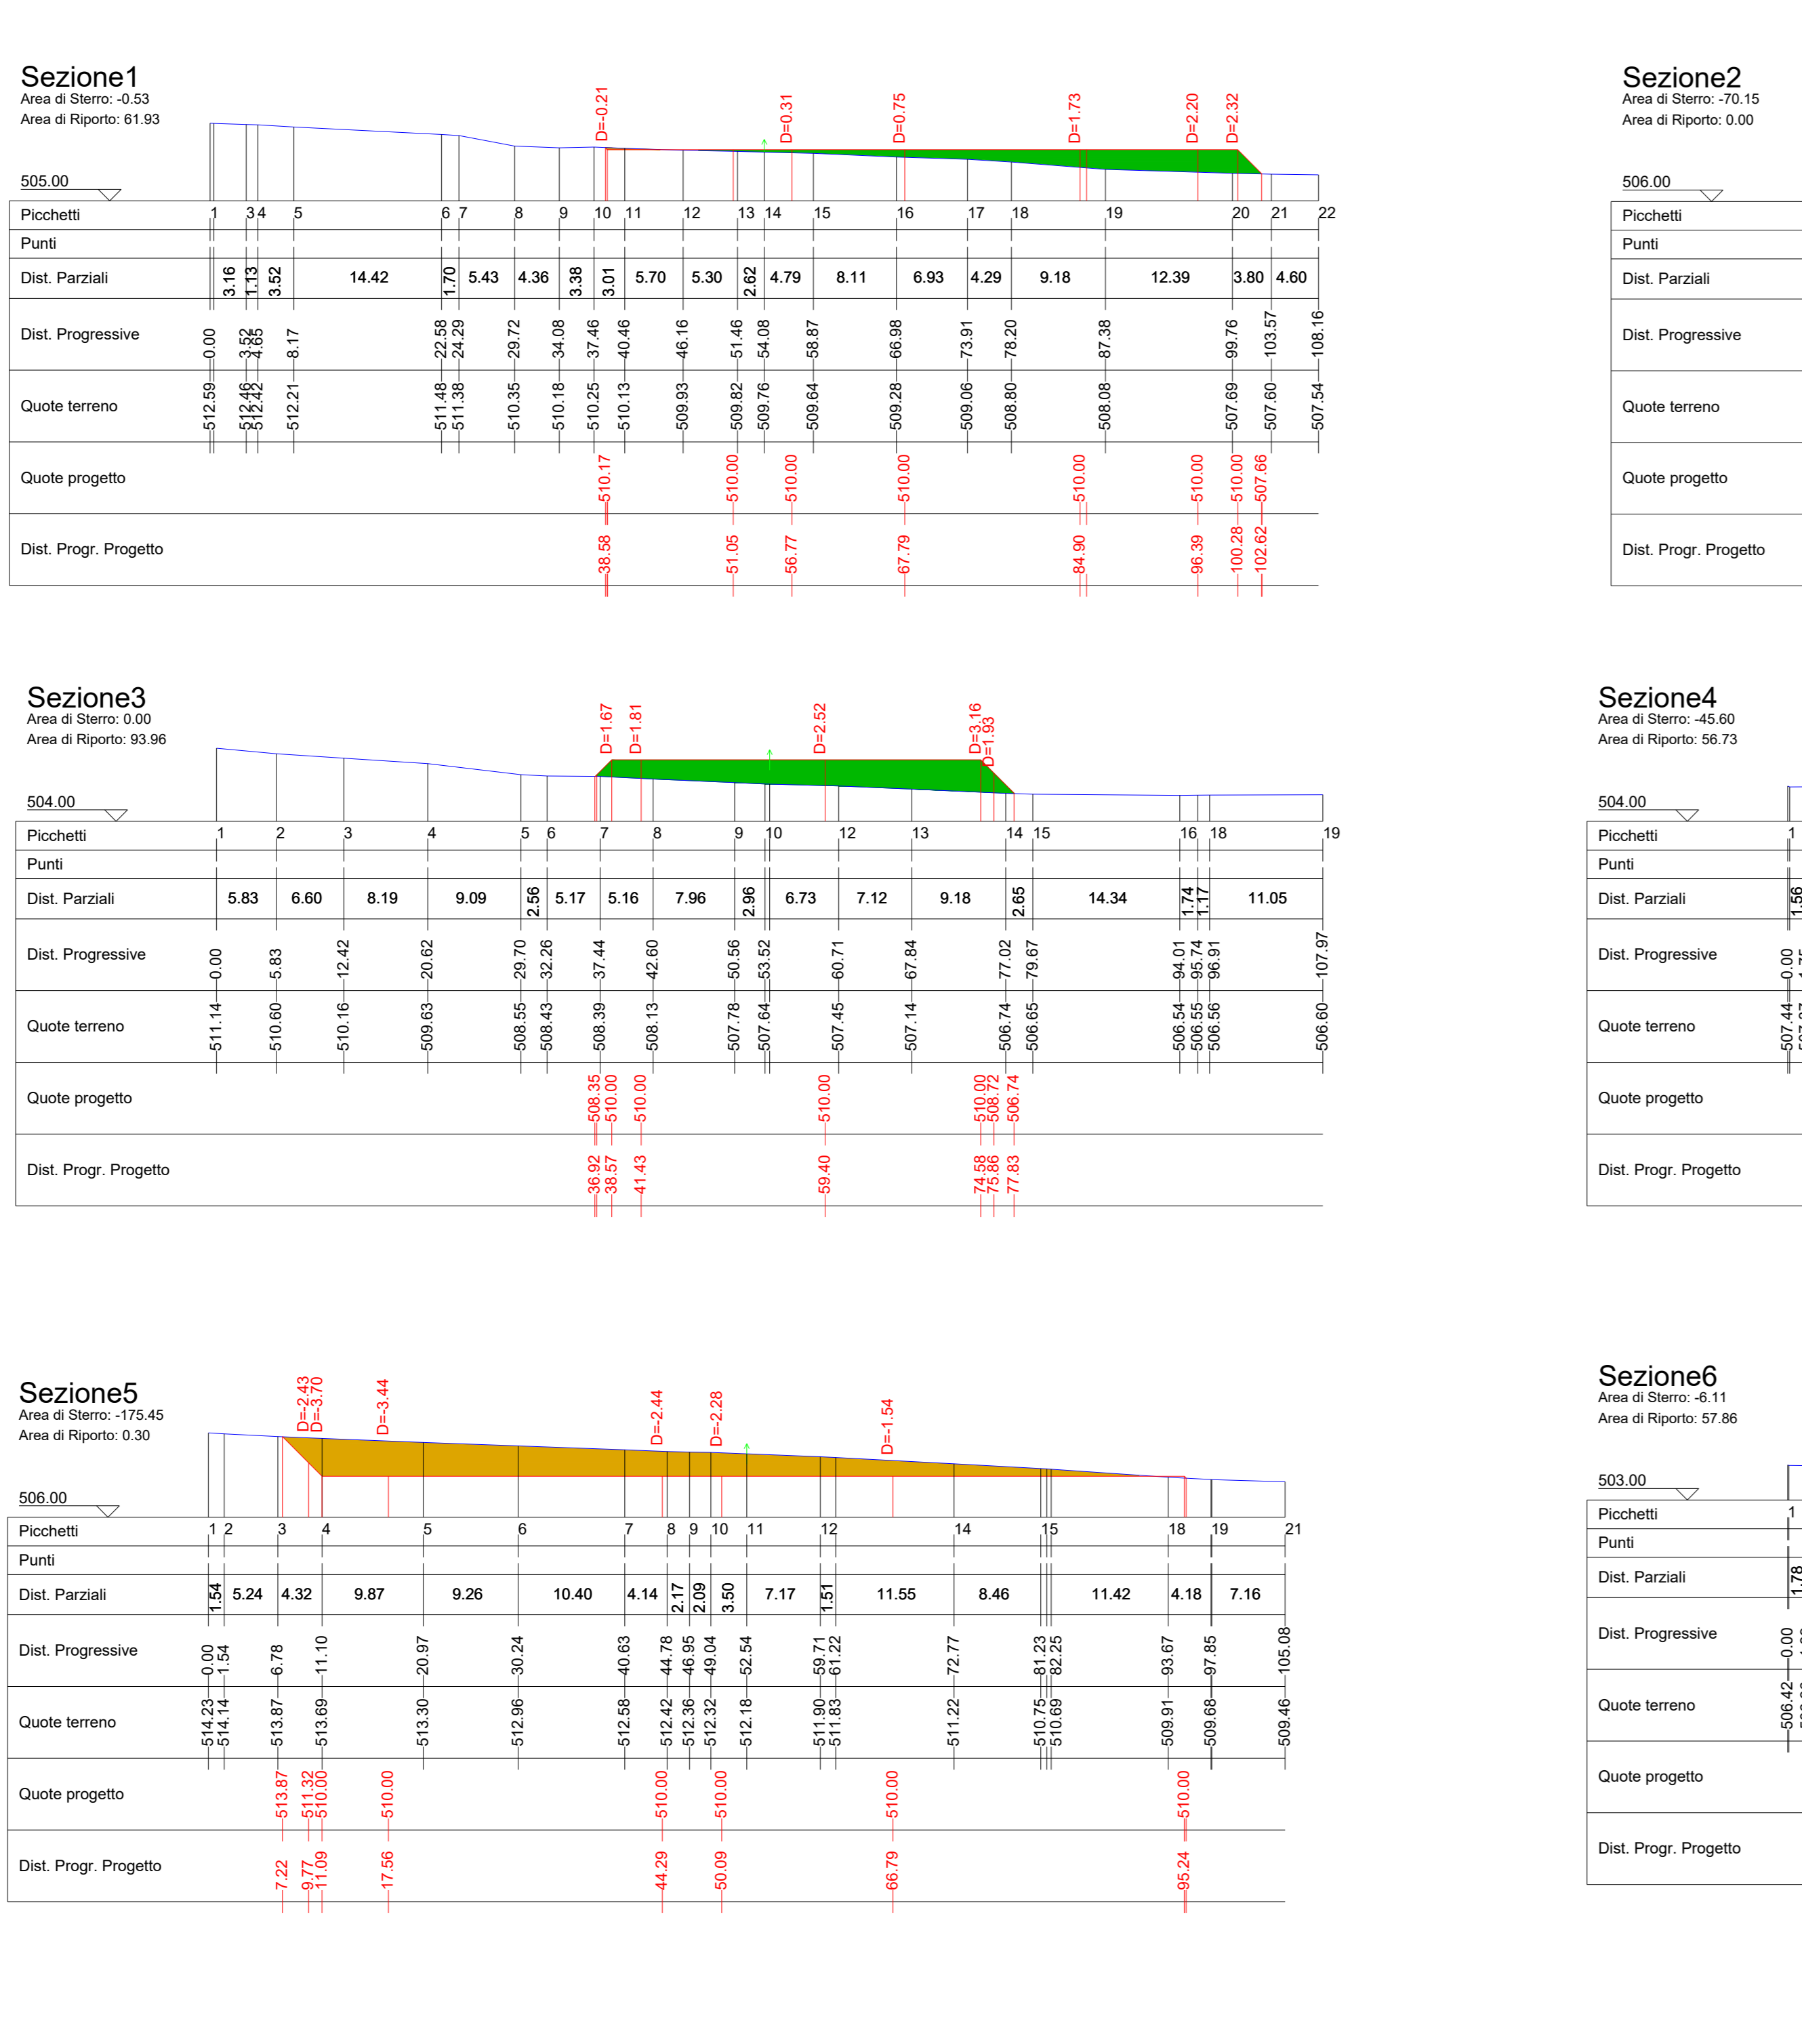 Sezione1
Area di Sterro: -0.53
Area di Riporto: 61.93
D=-0.21 D=0.31 D=0.75 D=1.73 D=2.20 D=2.32
505.00
Picchetti 1 3 4 5 6 7 8 9 10 11 12 13 14 15 16 17 18 19 20 21 22
Punti
Dist. Parziali 3.16 1.13 3.52 14.42 1.70 5.43 4.36 3.38 3.01 5.70 5.30 2.62 4.79 8.11 6.93 4.29 9.18 12.39 3.80 4.60
Dist. Progressive 0.00 3.52 4.65 8.17 22.58 24.29 29.72 34.08 37.46 40.46 46.16 51.46 54.08 58.87 66.98 73.91 78.20 87.38 99.76 103.57 108.16
Quote terreno 512.59 512.46 512.42 512.21 511.48 511.38 510.35 510.18 510.25 510.13 509.93 509.82 509.76 509.64 509.28 509.06 508.80 508.08 507.69 507.60 507.54
Quote progetto 510.17 510.00 510.00 510.00 510.00 510.00 510.00 507.66
Dist. Progr. Progetto 38.58 51.05 56.77 67.79 84.90 96.39 100.28 102.62
Sezione2
Area di Sterro: -70.15
Area di Riporto: 0.00
506.00
Picchetti
Punti
Dist. Parziali
Dist. Progressive
Quote terreno
Quote progetto
Dist. Progr. Progetto
Sezione3
Area di Sterro: 0.00
Area di Riporto: 93.96
D=1.67 D=1.81 D=2.52 D=3.16 D=1.93
504.00
Picchetti 1 2 3 4 5 6 7 8 9 10 12 13 14 15 16 18 19
Punti
Dist. Parziali 5.83 6.60 8.19 9.09 2.56 5.17 5.16 7.96 2.96 6.73 7.12 9.18 2.65 14.34 1.74 1.17 11.05
Dist. Progressive 0.00 5.83 12.42 20.62 29.70 32.26 37.44 42.60 50.56 53.52 60.71 67.84 77.02 79.67 94.01 95.74 96.91 107.97
Quote terreno 511.14 510.60 510.16 509.63 508.55 508.43 508.39 508.13 507.78 507.64 507.45 507.14 506.74 506.65 506.54 506.55 506.56 506.60
Quote progetto 508.35 510.00 510.00 510.00 510.00 508.72 506.74
Dist. Progr. Progetto 36.92 38.57 41.43 59.40 74.58 75.86 77.83
Sezione4
Area di Sterro: -45.60
Area di Riporto: 56.73
504.00
Picchetti 1
Punti
Dist. Parziali 1.56
Dist. Progressive 0.00
Quote terreno 507.44
Quote progetto
Dist. Progr. Progetto
Sezione5
Area di Sterro: -175.45
Area di Riporto: 0.30
D=-2.43 D=-3.70 D=-3.44 D=-2.44 D=-2.28 D=-1.54
506.00
Picchetti 1 2 3 4 5 6 7 8 9 10 11 12 14 15 18 19 21
Punti
Dist. Parziali 1.54 5.24 4.32 9.87 9.26 10.40 4.14 2.17 2.09 3.50 7.17 1.51 11.55 8.46 11.42 4.18 7.16
Dist. Progressive 0.00 1.54 6.78 11.10 20.97 30.24 40.63 44.78 46.95 49.04 52.54 59.71 61.22 72.77 81.23 82.25 93.67 97.85 105.08
Quote terreno 514.23 514.14 513.87 513.69 513.30 512.96 512.58 512.42 512.36 512.32 512.18 511.90 511.83 511.22 510.75 510.69 509.91 509.68 509.46
Quote progetto 513.87 511.32 510.00 510.00 510.00 510.00 510.00 510.00
Dist. Progr. Progetto 7.22 9.77 11.09 17.56 44.29 50.09 66.79 95.24
Sezione6
Area di Sterro: -6.11
Area di Riporto: 57.86
503.00
Picchetti 1
Punti
Dist. Parziali 1.78
Dist. Progressive 0.00
Quote terreno 506.42
Quote progetto
Dist. Progr. Progetto